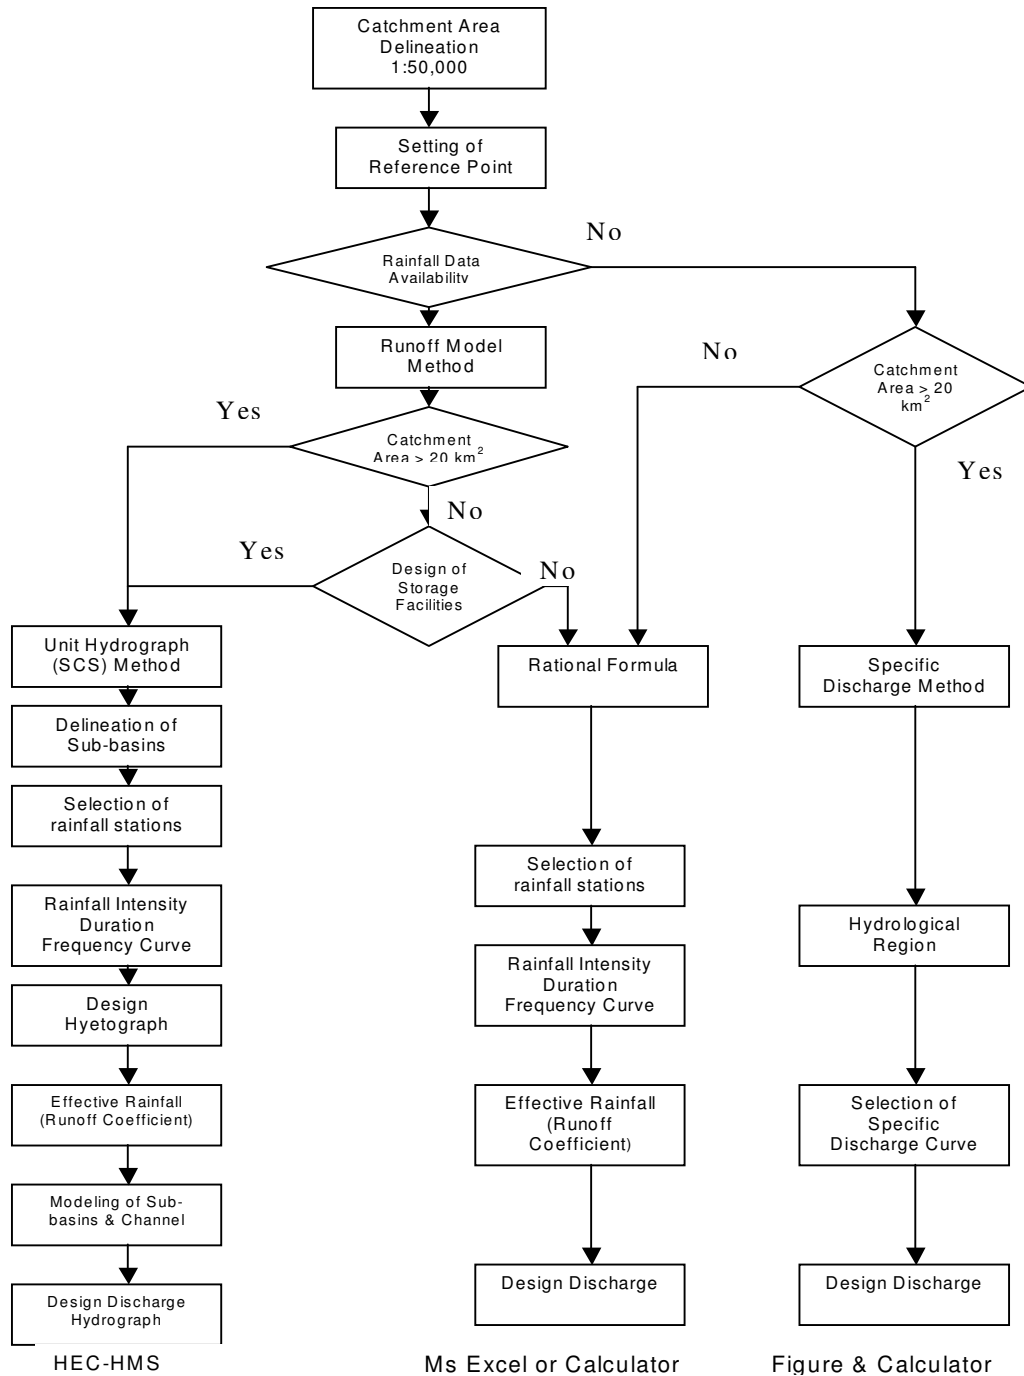 Catchment Area
Delineation
1:50,000
Setting of
Reference Point
No
Rainfall Data
Availability
Runoff Model
Method
No
Catchment
Area > 20
km²
Yes
Catchment
Area > 20 km²
Yes
No
Yes
Design of
Storage
Facilities
No
Unit Hydrograph
(SCS) Method
Rational Formula
Specific
Discharge Method
Delineation of
Sub-basins
Selection of
rainfall stations
Selection of
rainfall stations
Rainfall Intensity
Duration
Frequency Curve
Hydrological
Region
Rainfall Intensity
Duration
Frequency Curve
Design
Hyetograph
Effective Rainfall
(Runoff Coefficient)
Effective Rainfall
(Runoff
Coefficient)
Selection of
Specific
Discharge Curve
Modeling of Sub-
basins & Channel
Design Discharge
Hydrograph
Design Discharge
Design Discharge
HEC-HMS
Ms Excel or Calculator
Figure & Calculator